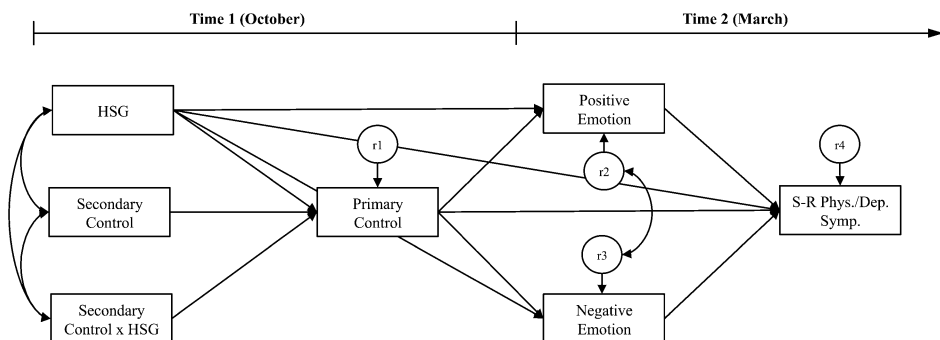 Time 1 (October)
Time 2 (March)
HSG
Positive
Emotion
r1
r4
r2
Secondary
Control
Primary
Control
S-R Phys./Dep.
Symp.
r3
Secondary
Control x HSG
Negative
Emotion